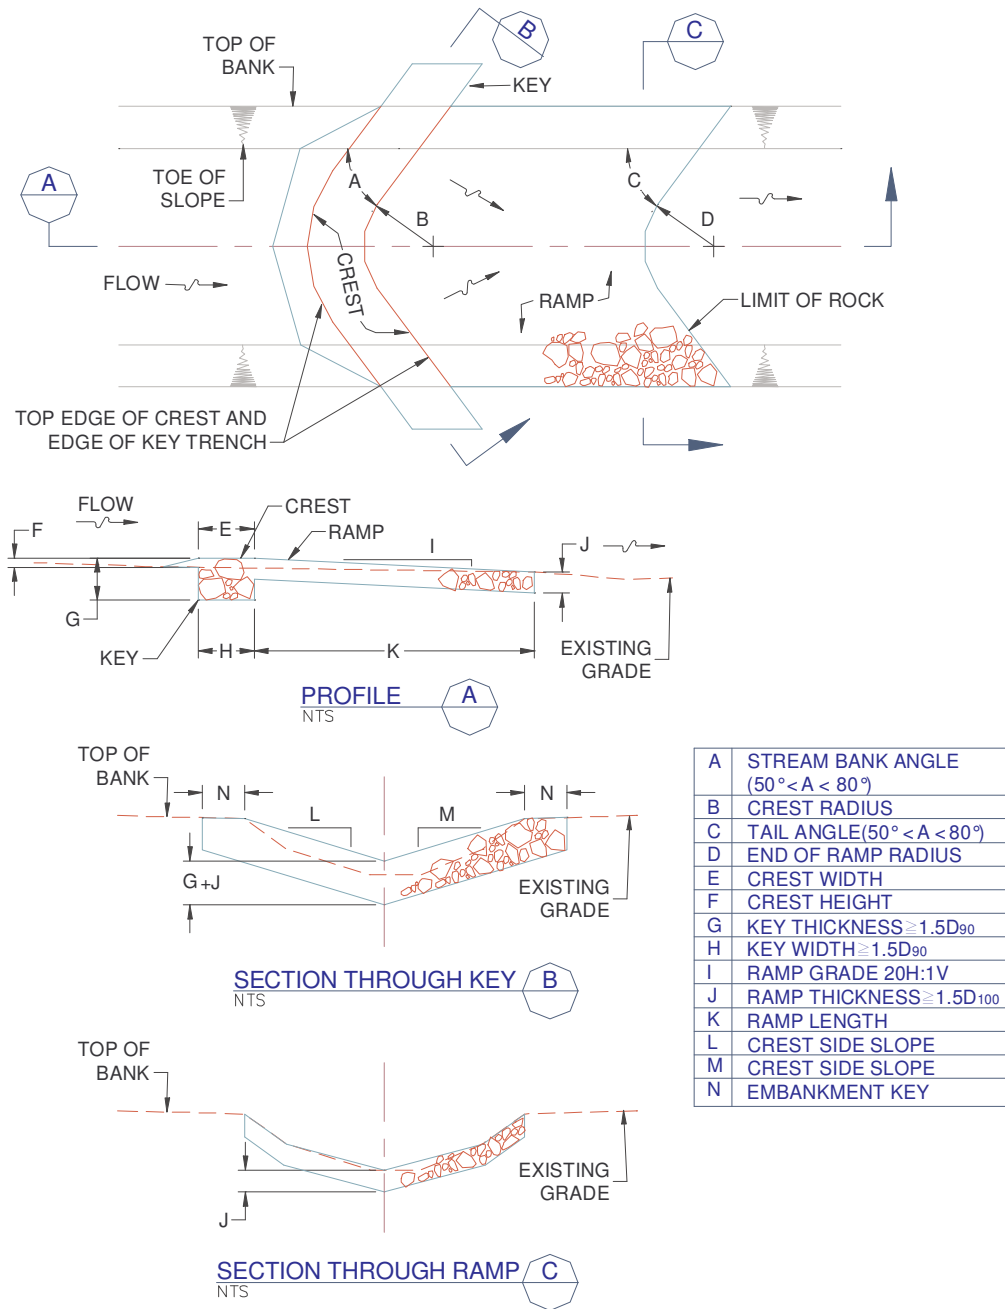 B
C
TOP OF
BANK
KEY
A
TOE OF
SLOPE
A
C
B
D
CREST
FLOW
RAMP
LIMIT OF ROCK
TOP EDGE OF CREST AND
EDGE OF KEY TRENCH
FLOW
CREST
F
E
RAMP
I
J
G
KEY
H
K
EXISTING
GRADE
PROFILE
A
NTS
TOP OF
BANK
N
L
M
N
G+J
EXISTING
GRADE
SECTION THROUGH KEY
B
NTS
TOP OF
BANK
EXISTING
GRADE
J
SECTION THROUGH RAMP
C
NTS
A STREAM BANK ANGLE
(50°<A<80°)
B CREST RADIUS
C TAIL ANGLE(50°<A<80°)
D END OF RAMP RADIUS
E CREST WIDTH
F CREST HEIGHT
G KEY THICKNESS≧1.5D90
H KEY WIDTH≧1.5D90
I RAMP GRADE 20H:1V
J RAMP THICKNESS≧1.5D100
K RAMP LENGTH
L CREST SIDE SLOPE
M CREST SIDE SLOPE
N EMBANKMENT KEY